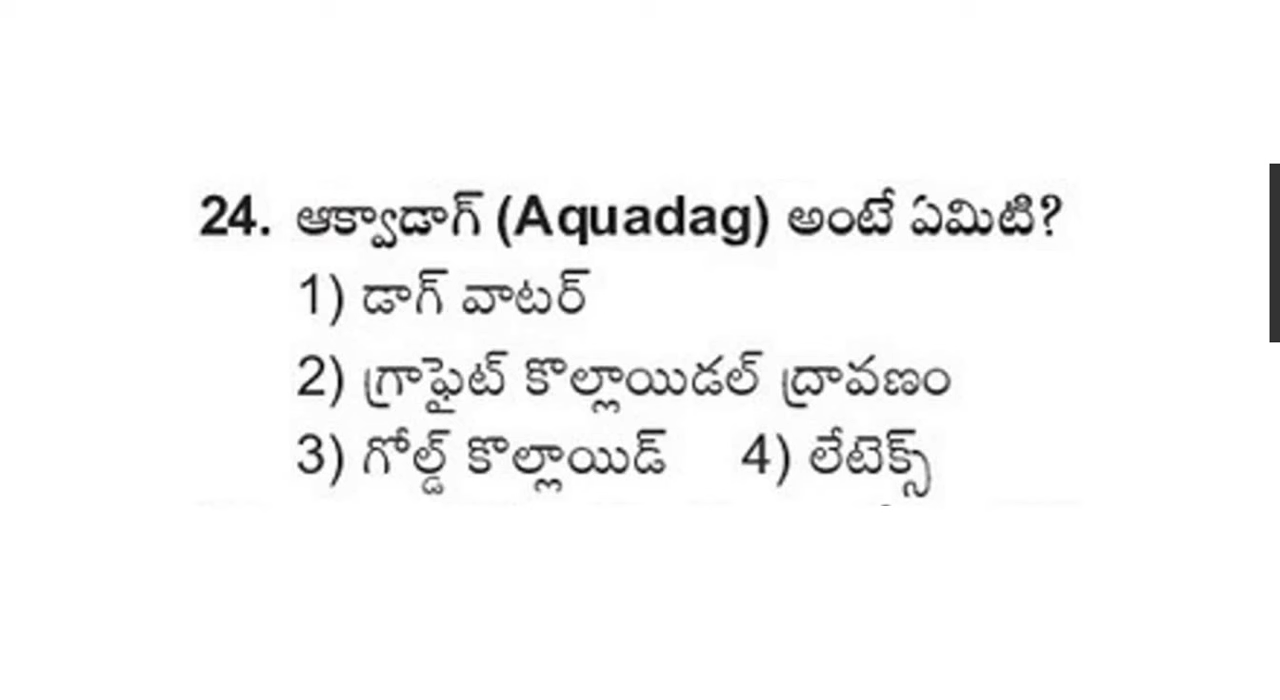 24. ఆక్వాడాగ్ (Aquadag) అంటే ఏమిటి?
1) డాగ్ వాటర్
2) గ్రాఫైట్ కొల్లాయిడల్ ద్రావణం
3) గోల్డ్ కొల్లాయిడ్ 4) లేటెక్స్